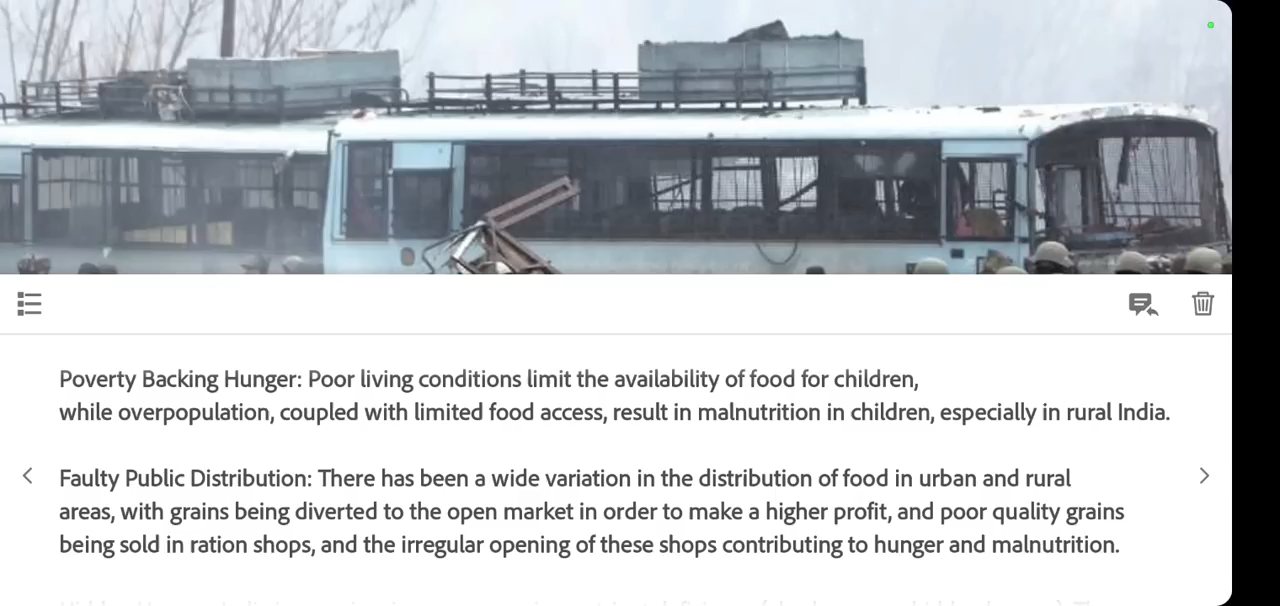 Poverty Backing Hunger: Poor living conditions limit the availability of food for children,
while overpopulation, coupled with limited food access, result in malnutrition in children, especially in rural India.
Faulty Public Distribution: There has been a wide variation in the distribution of food in urban and rural
areas, with grains being diverted to the open market in order to make a higher profit, and poor quality grains
being sold in ration shops, and the irregular opening of these shops contributing to hunger and malnutrition.